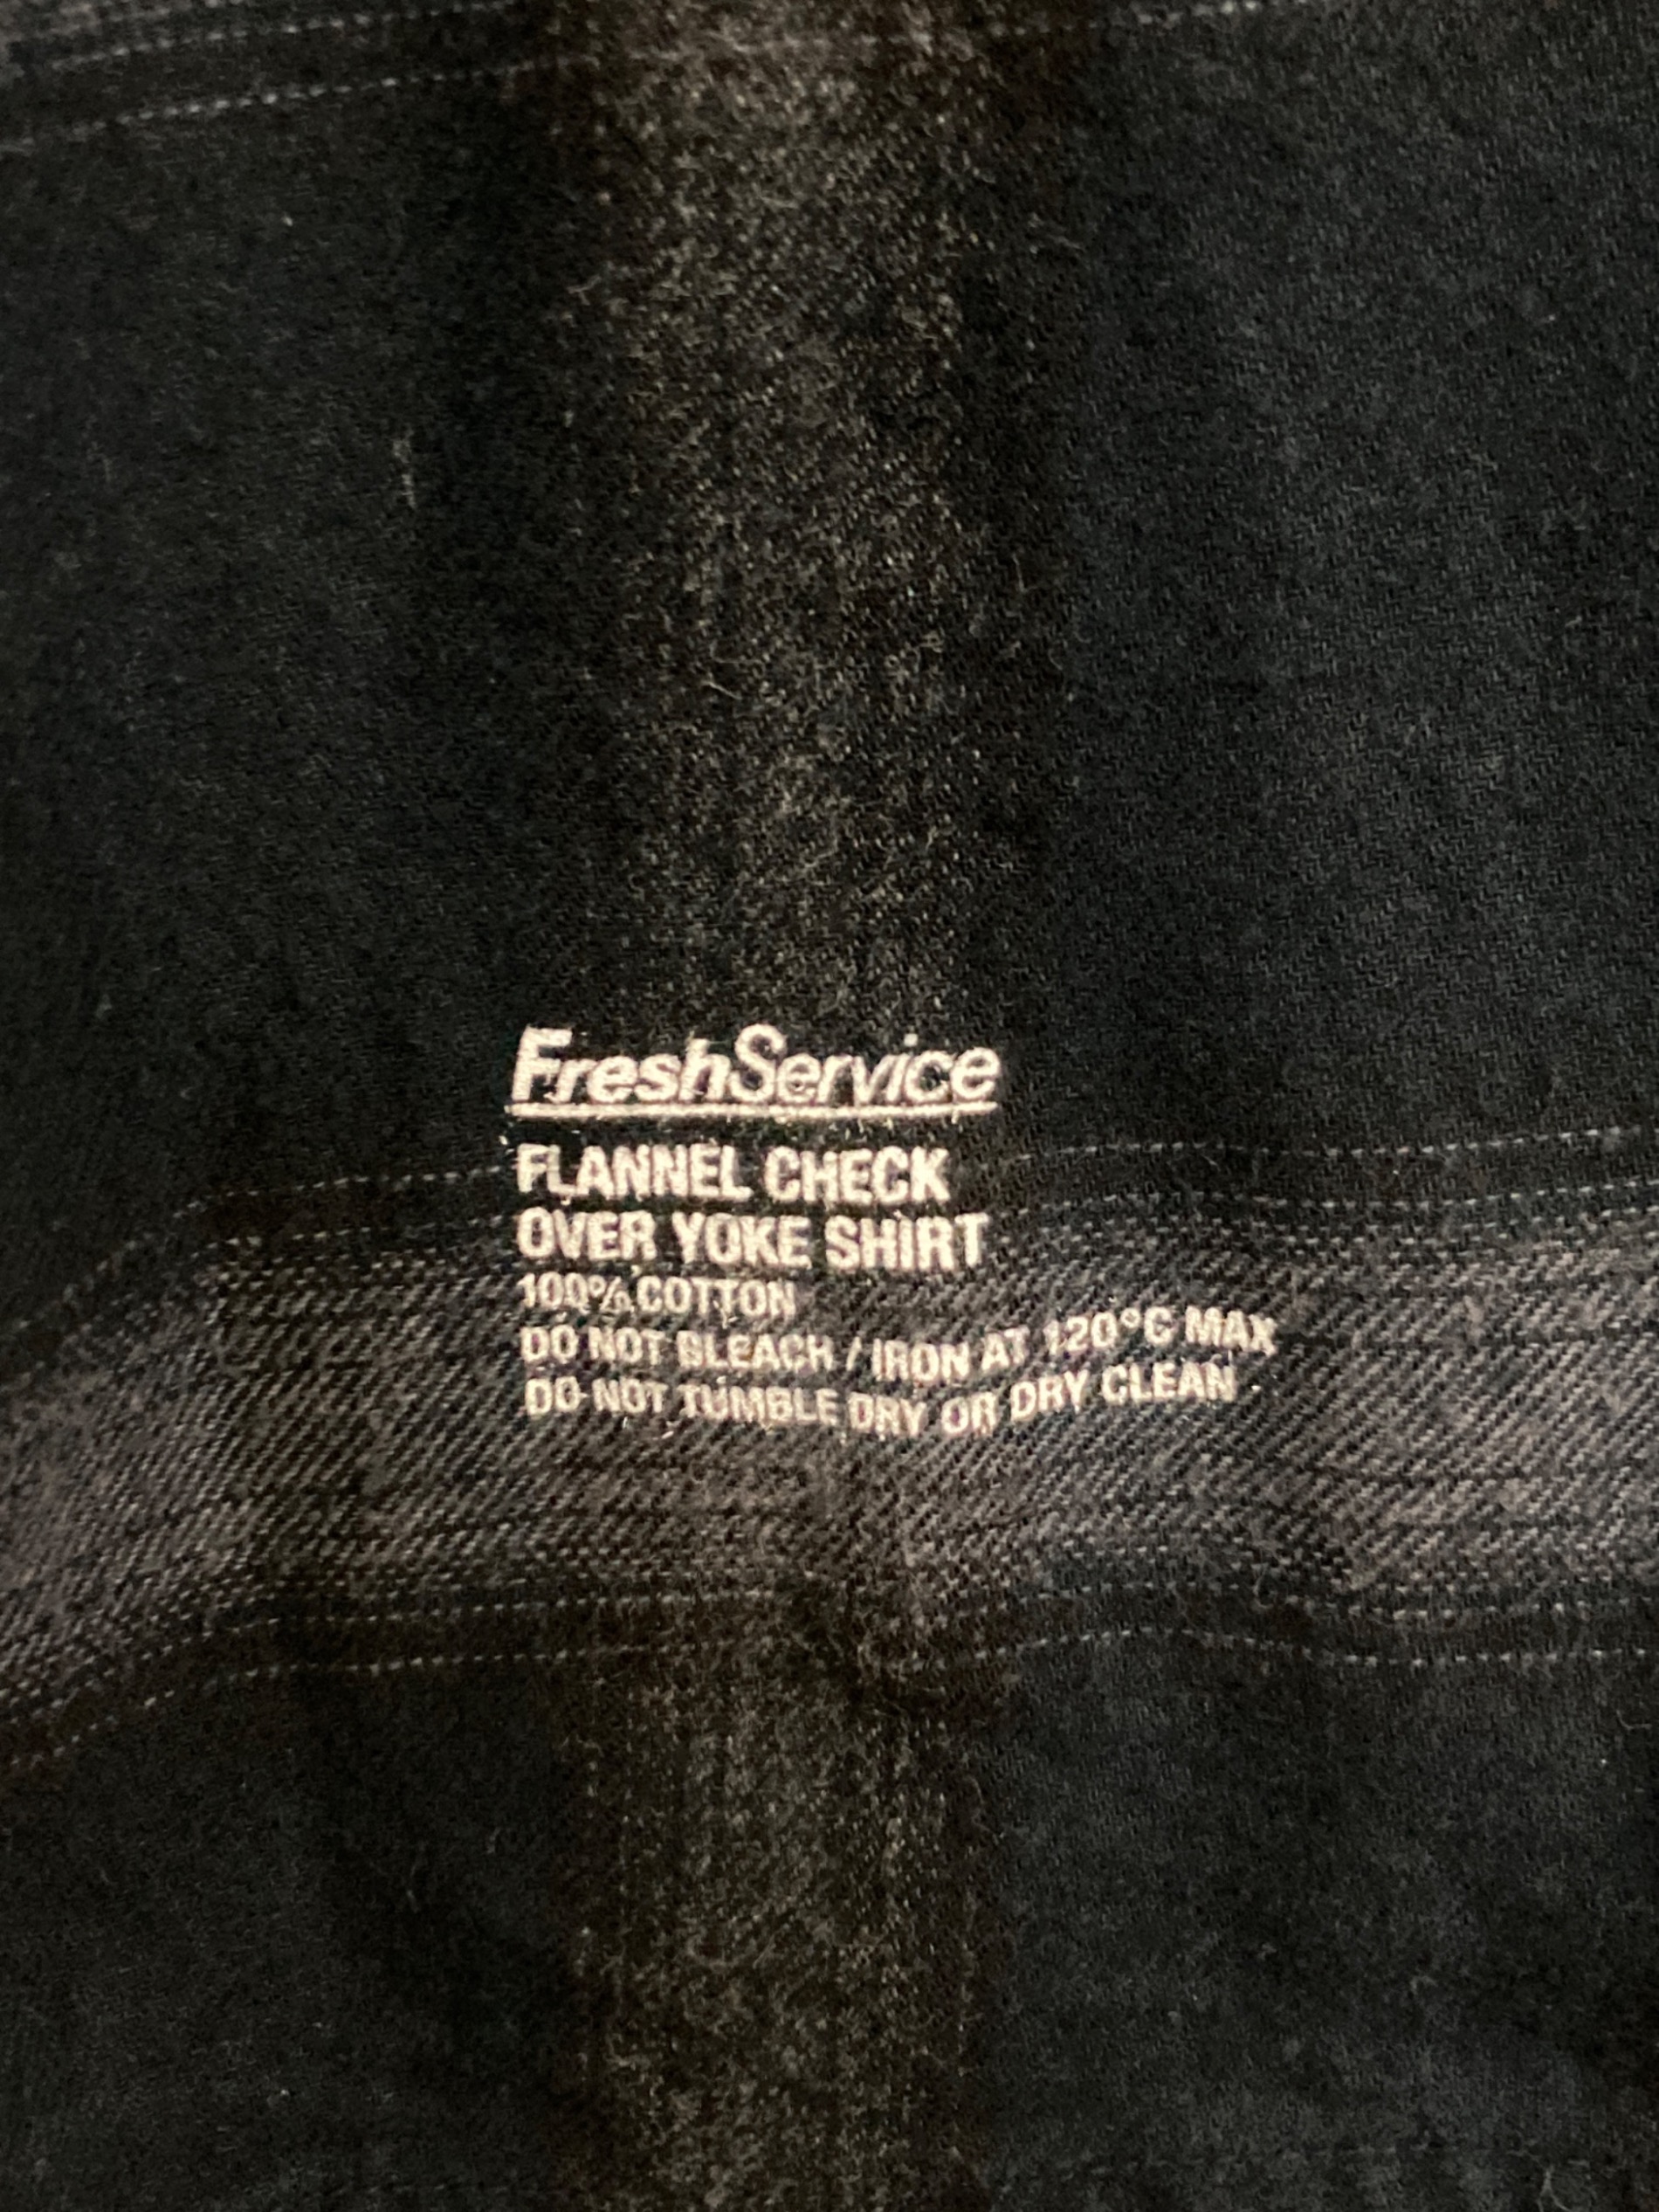 FreshService
FLANNEL CHECK
OVER YOKE SHIRT
100% COTTON
DO NOT BLEACH / IRON AT 120°C MAX
DO NOT TUMBLE DRY OR DRY CLEAN